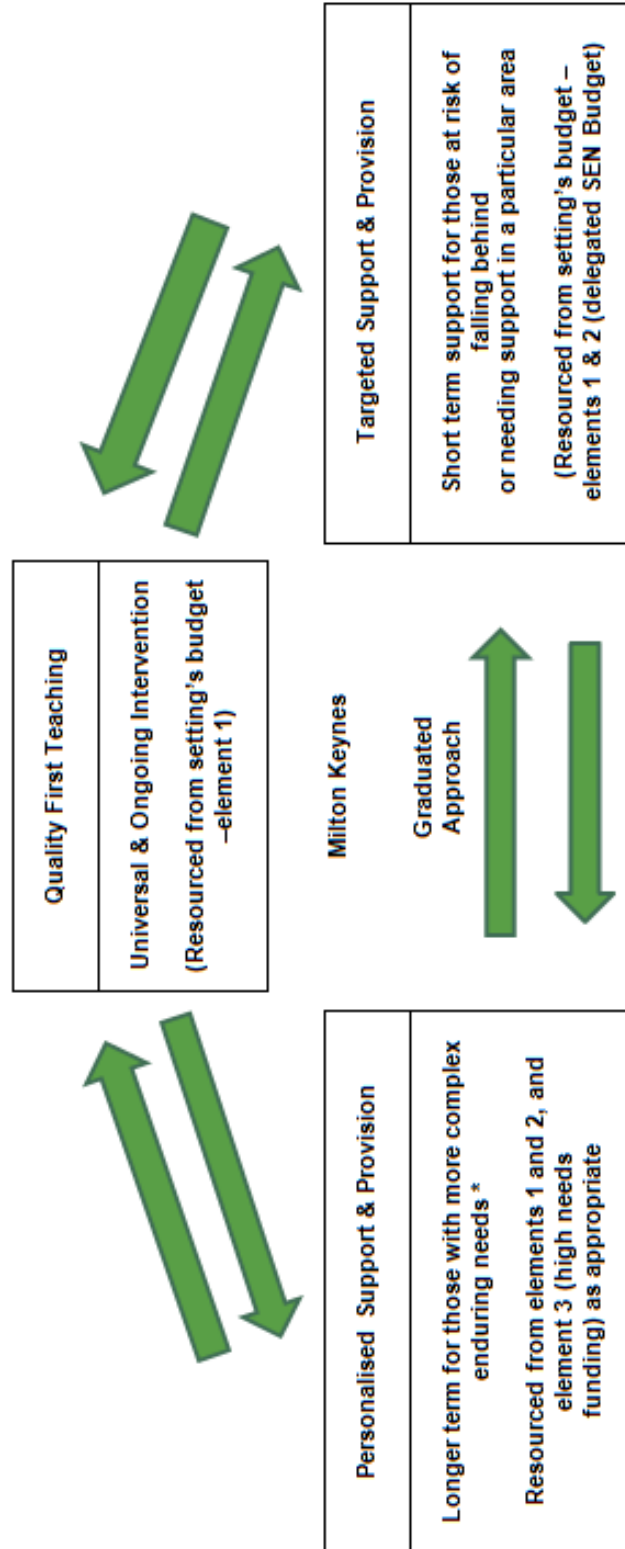 Quality First Teaching
Universal & Ongoing Intervention
(Resourced from setting's budget
–element 1)
Milton Keynes
Graduated
Approach
Personalised Support & Provision
Longer term for those with more complex
enduring needs *
Resourced from elements 1 and 2, and
element 3 (high needs
funding) as appropriate
Targeted Support & Provision
Short term support for those at risk of
falling behind
or needing support in a particular area
(Resourced from setting's budget –
elements 1 & 2 (delegated SEN Budget)